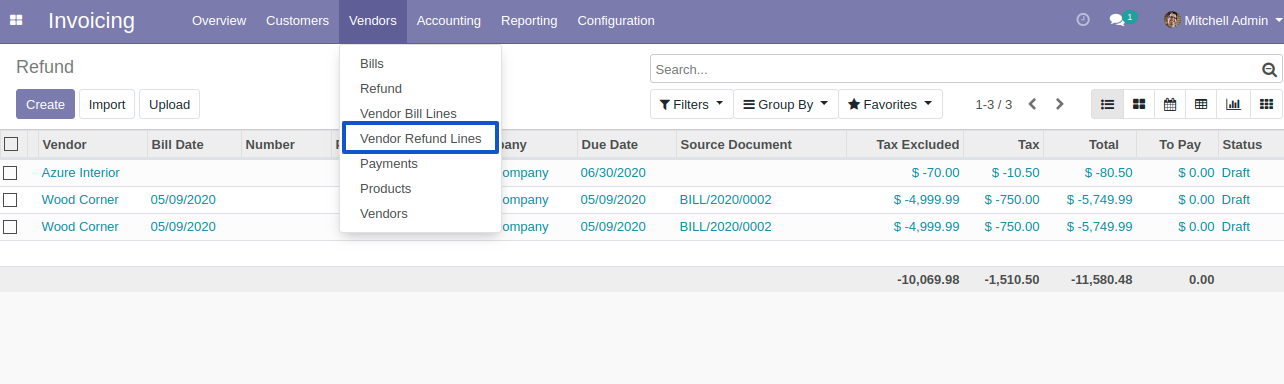 Invoicing Overview Customers Vendors Accounting Reporting Configuration 1 Mitchell Admin
Refund
Search...
Create Import Upload
Filters Group By Favorites 1-3 / 3
Bills
Refund
Vendor Bill Lines
Vendor Refund Lines
Payments
Products
Vendors
Vendor Bill Date Number Due Date Source Document Tax Excluded Tax Total To Pay Status
Azure Interior ompany 06/30/2020 $ -70.00 $ -10.50 $ -80.50 $ 0.00 Draft
Wood Corner 05/09/2020 ompany 05/09/2020 BILL/2020/0002 $ -4,999.99 $ -750.00 $ -5,749.99 $ 0.00 Draft
Wood Corner 05/09/2020 ompany 05/09/2020 BILL/2020/0002 $ -4,999.99 $ -750.00 $ -5,749.99 $ 0.00 Draft
-10,069.98 -1,510.50 -11,580.48 0.00